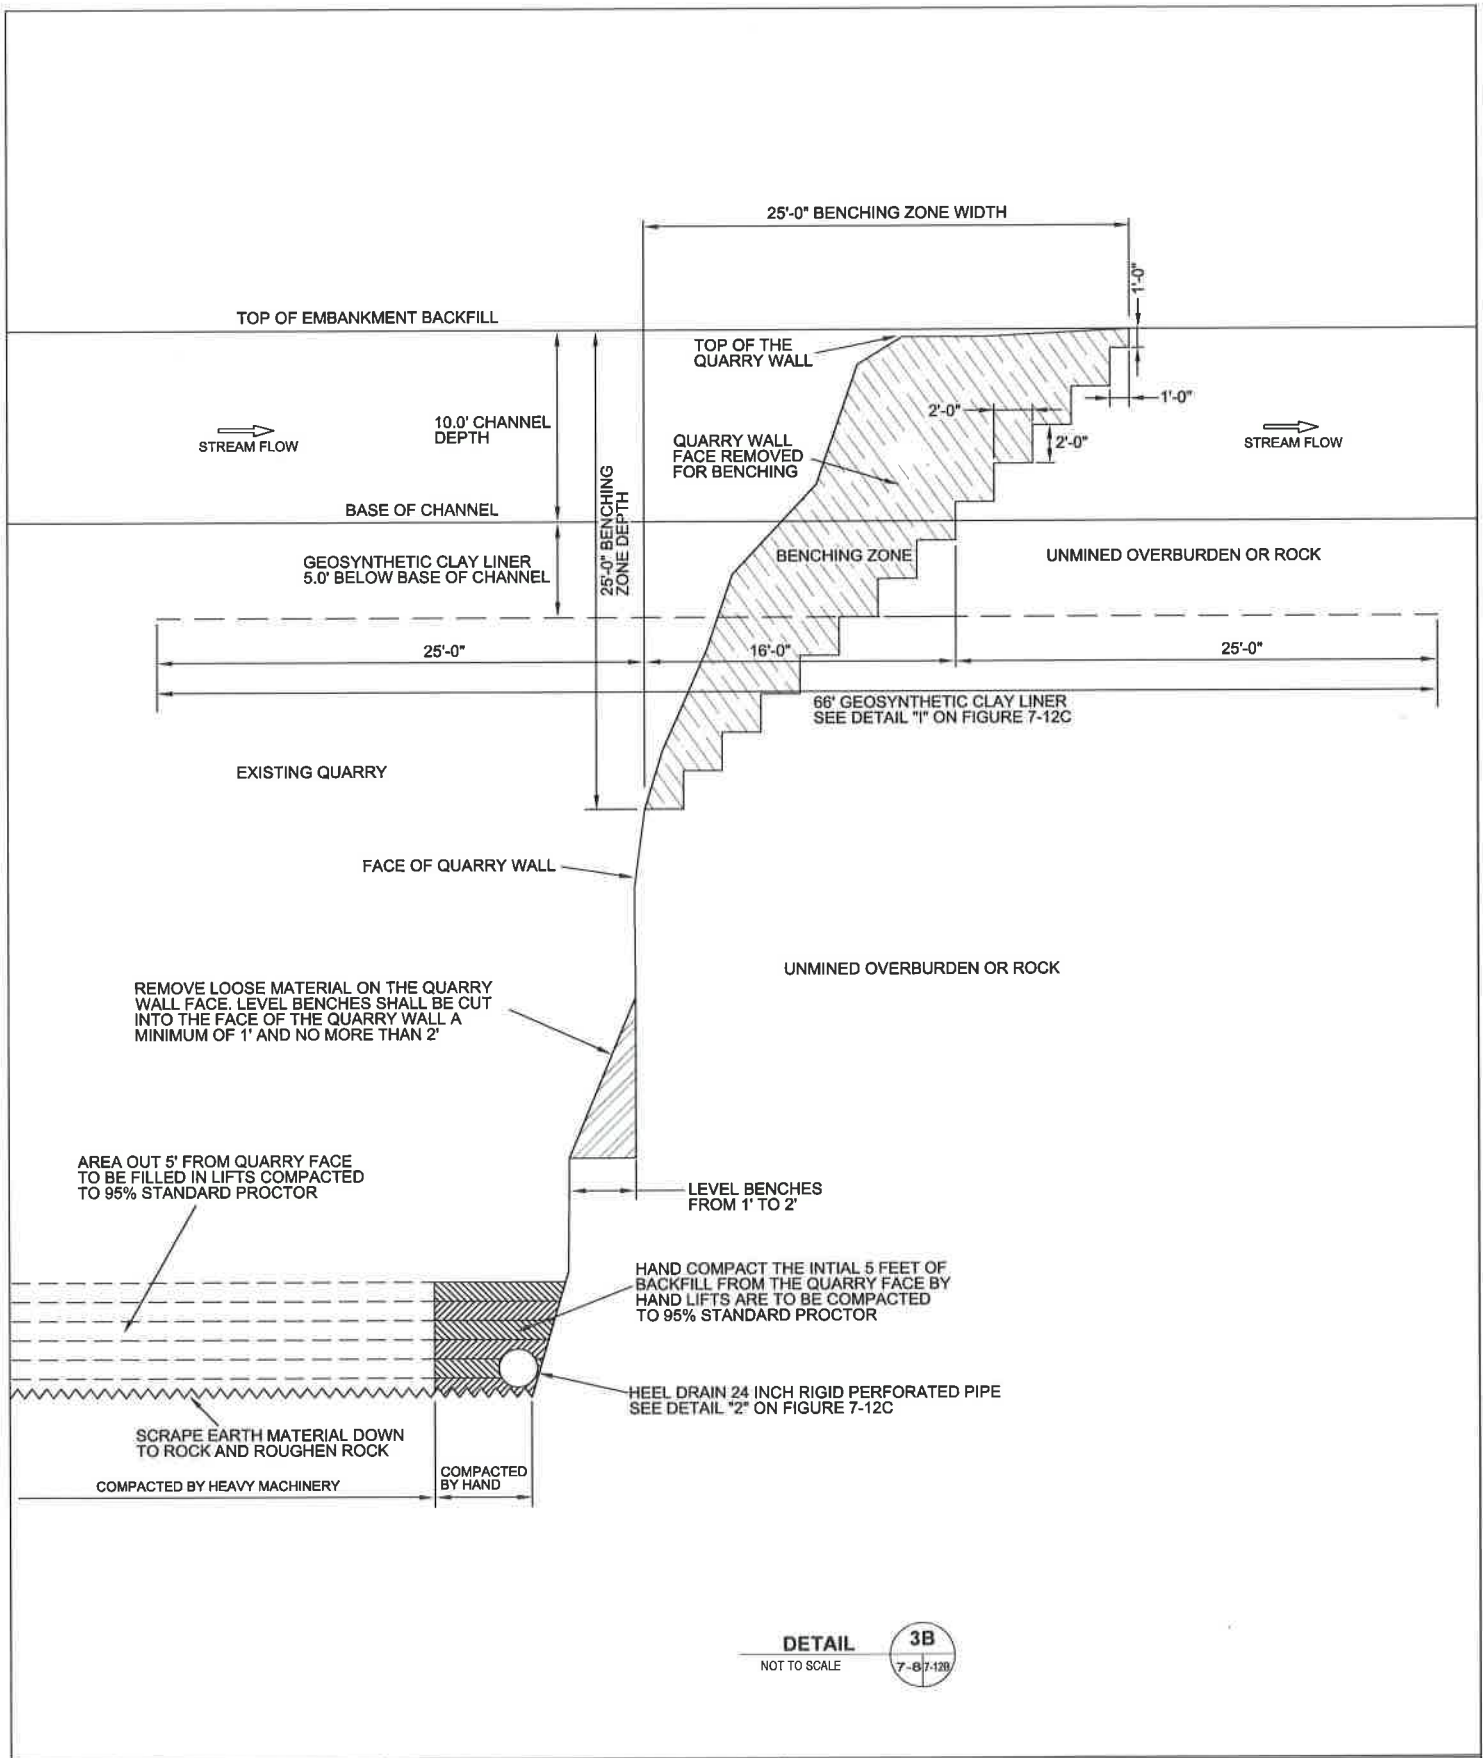 25'-0" BENCHING ZONE WIDTH
1'-0"
TOP OF EMBANKMENT BACKFILL
TOP OF THE
QUARRY WALL
1'-0"
2'-0"
10.0' CHANNEL
DEPTH
STREAM FLOW
2'-0"
STREAM FLOW
QUARRY WALL
FACE REMOVED
FOR BENCHING
25'-0" BENCHING
ZONE DEPTH
BASE OF CHANNEL
GEOSYNTHETIC CLAY LINER
5.0' BELOW BASE OF CHANNEL
BENCHING ZONE
UNMINED OVERBURDEN OR ROCK
25'-0"
16'-0"
25'-0"
66' GEOSYNTHETIC CLAY LINER
SEE DETAIL "I" ON FIGURE 7-12C
EXISTING QUARRY
FACE OF QUARRY WALL
UNMINED OVERBURDEN OR ROCK
REMOVE LOOSE MATERIAL ON THE QUARRY
WALL FACE. LEVEL BENCHES SHALL BE CUT
INTO THE FACE OF THE QUARRY WALL A
MINIMUM OF 1' AND NO MORE THAN 2'
AREA OUT 5' FROM QUARRY FACE
TO BE FILLED IN LIFTS COMPACTED
TO 95% STANDARD PROCTOR
LEVEL BENCHES
FROM 1' TO 2'
HAND COMPACT THE INTIAL 5 FEET OF
BACKFILL FROM THE QUARRY FACE BY
HAND LIFTS ARE TO BE COMPACTED
TO 95% STANDARD PROCTOR
HEEL DRAIN 24 INCH RIGID PERFORATED PIPE
SEE DETAIL "2" ON FIGURE 7-12C
SCRAPE EARTH MATERIAL DOWN
TO ROCK AND ROUGHEN ROCK
COMPACTED BY HEAVY MACHINERY
COMPACTED
BY HAND
DETAIL
NOT TO SCALE
3B
7-8 7-12B